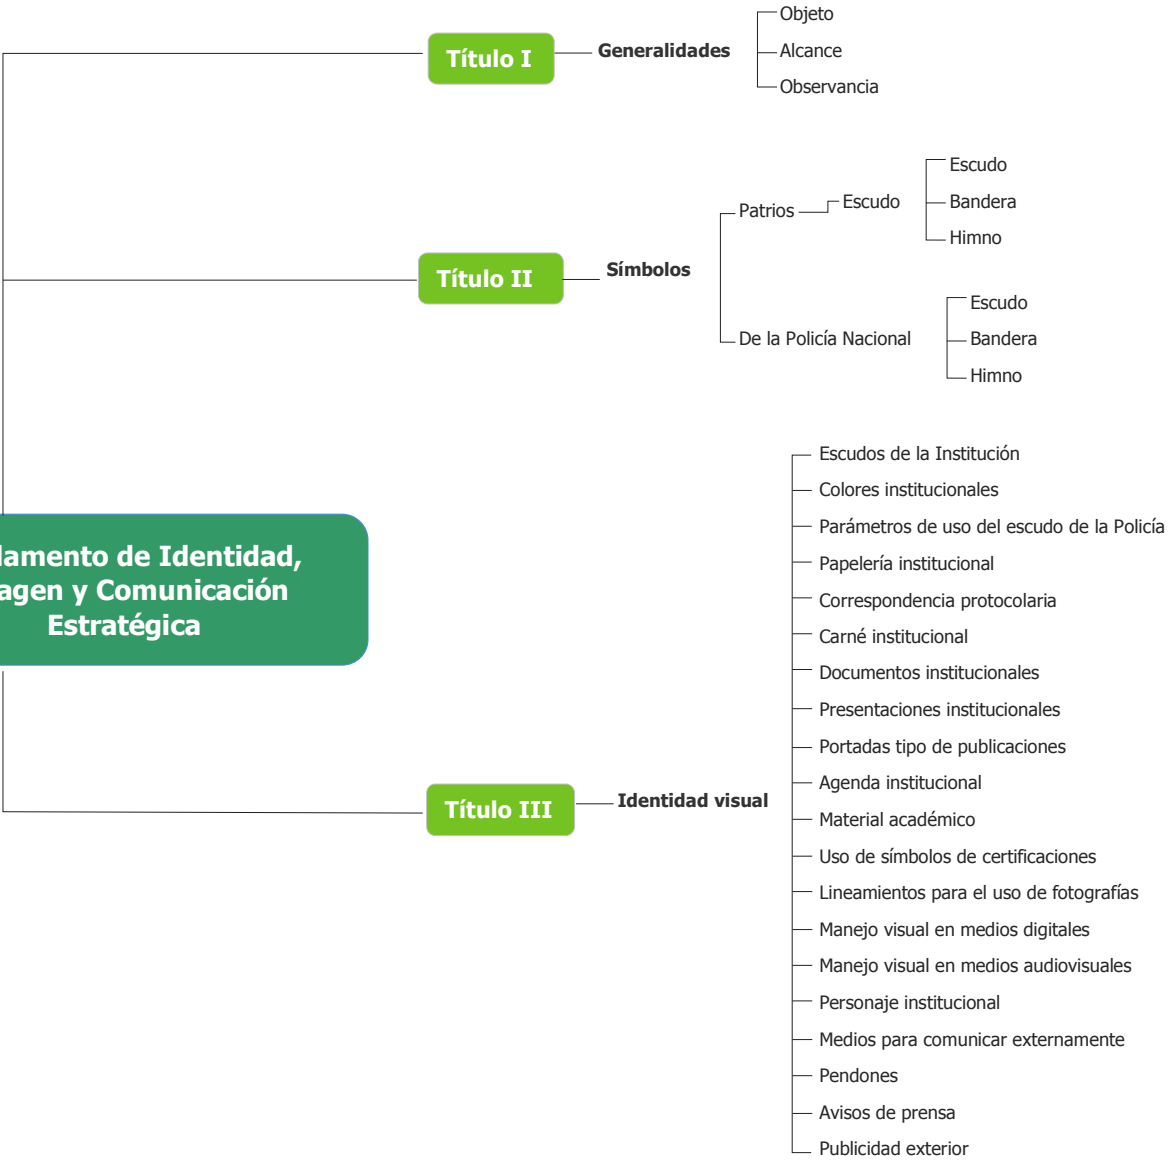 Título I
Generalidades
Objeto
Alcance
Observancia
Título II
Símbolos
Patrios
Escudo
Escudo
Bandera
Himno
De la Policía Nacional
Escudo
Bandera
Himno
lamento de Identidad,
agen y Comunicación
Estratégica
Título III
Identidad visual
Escudos de la Institución
Colores institucionales
Parámetros de uso del escudo de la Policía
Papelería institucional
Correspondencia protocolaria
Carné institucional
Documentos institucionales
Presentaciones institucionales
Portadas tipo de publicaciones
Agenda institucional
Material académico
Uso de símbolos de certificaciones
Lineamientos para el uso de fotografías
Manejo visual en medios digitales
Manejo visual en medios audiovisuales
Personaje institucional
Medios para comunicar externamente
Pendones
Avisos de prensa
Publicidad exterior